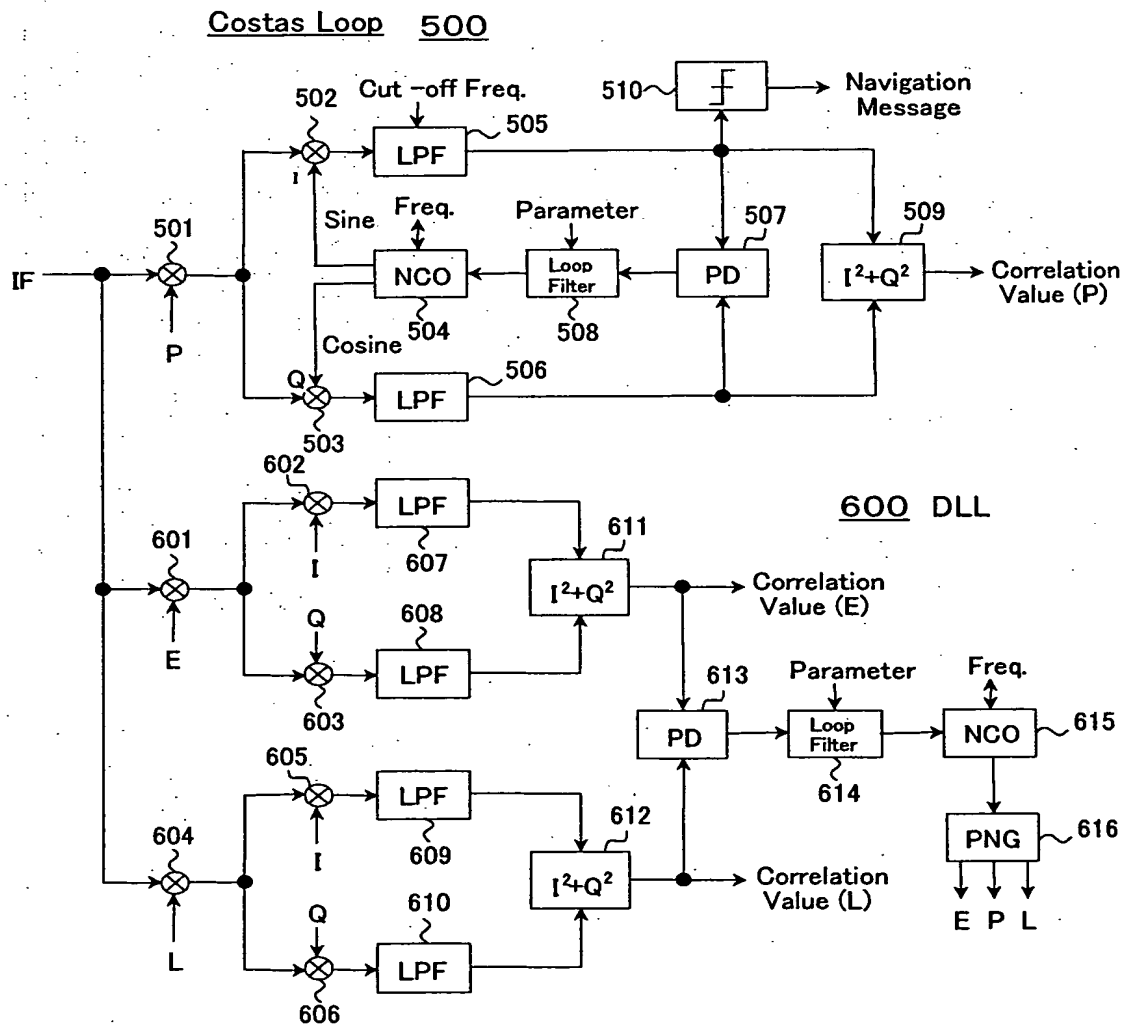 Costas Loop 500
502
Cut-off Freq.
505
510
Navigation
Message
LPF
I
Sine
Freq.
Parameter
507
509
501
IF
NCO
Loop
Filter
PD
I²+Q²
Correlation
Value (P)
504
508
P
Cosine
Q
506
LPF
503
602
LPF
607
600 DLL
601
I
611
I²+Q²
Correlation
Value (E)
E
Q
608
LPF
603
613
Parameter
Freq.
PD
Loop
Filter
NCO
615
614
605
LPF
609
604
I
612
PNG
616
I²+Q²
Correlation
Value (L)
E P L
L
Q
610
LPF
606